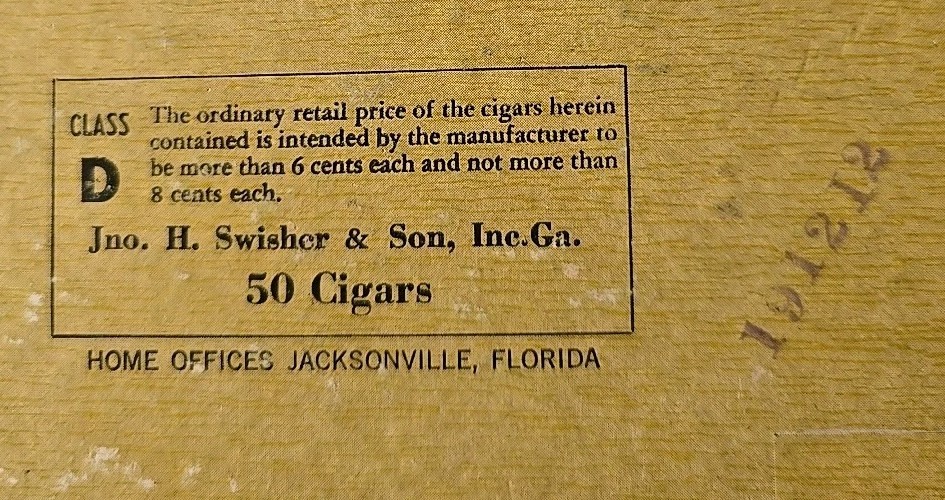 CLASS
D
The ordinary retail price of the cigars herein
contained is intended by the manufacturer to
be more than 6 cents each and not more than
8 cents each.
Jno. H. Swisher & Son, Inc.Ga.
50 Cigars
HOME OFFICES JACKSONVILLE, FLORIDA